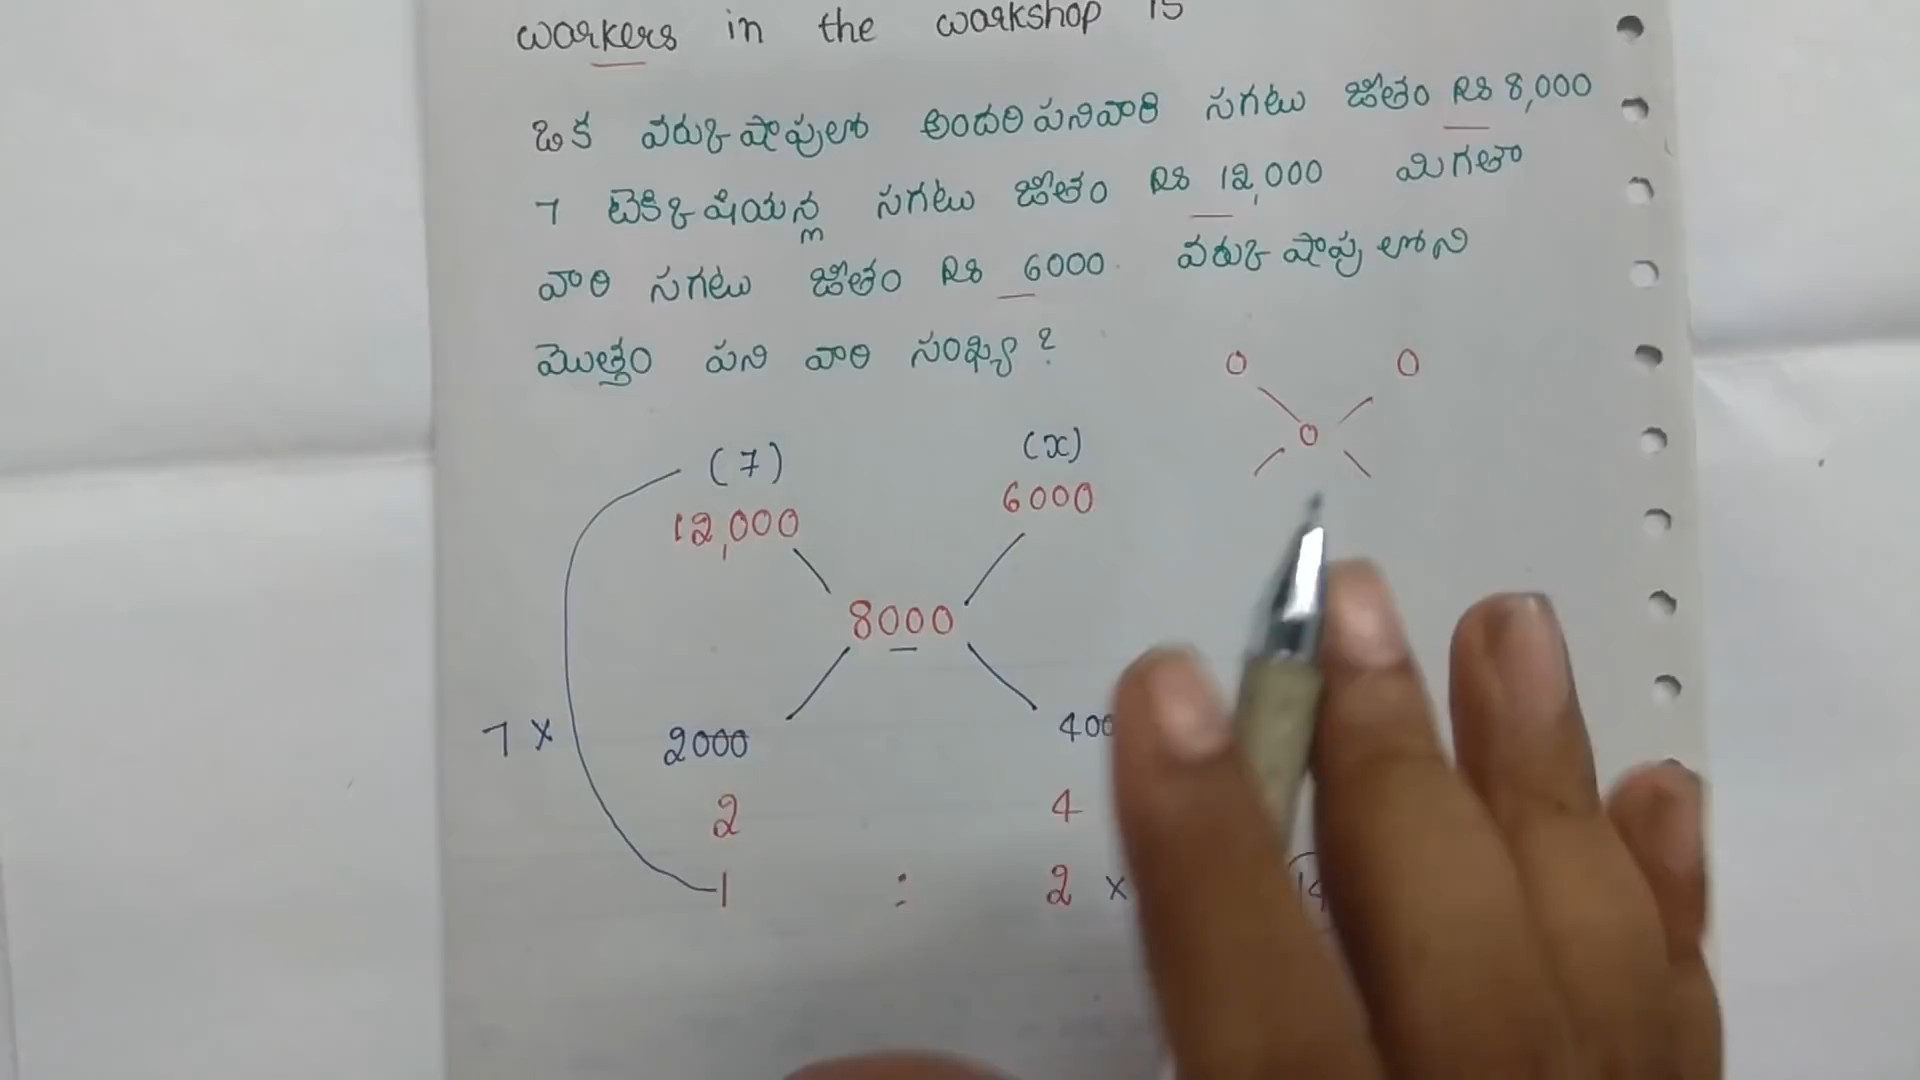 workers in the workshop is
ఒక వర్క్ షాపులో అందరి పనివారి సగటు జీతం Rs 8,000
7 టెక్నీషియన్ల సగటు జీతం Rs 12,000 మిగతా
వారి సగటు జీతం Rs 6000. వర్క్ షాపు లోని
మొత్తం పని వారి సంఖ్య ?
0 0
0
(7) (x)
12,000 6000
8000
7 x 2000 400
2 4
1 : 2 x 14